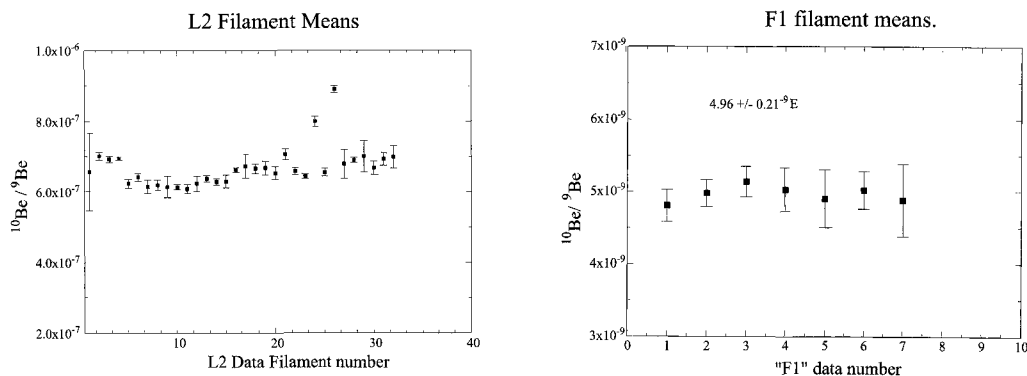 L2 Filament Means
1.0x10-6
8.0x10-7
6.0x10-7
4.0x10-7
2.0x10-7
10Be / 9Be
10 20 30 40
L2 Data Filament number
F1 filament means.
7x10-9
6x10-9
5x10-9
4x10-9
3x10-9
10Be/ 9Be
4.96 +/- 0.21-9E
0 1 2 3 4 5 6 7 8 9 10
"F1" data number